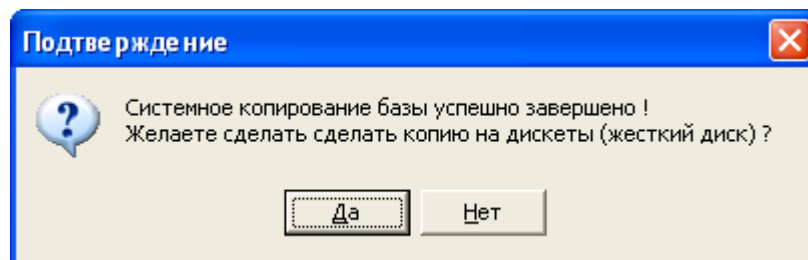 Подтверждение
Системное копирование базы успешно завершено !
Желаете сделать сделать копию на дискеты (жесткий диск) ?
Да
Нет